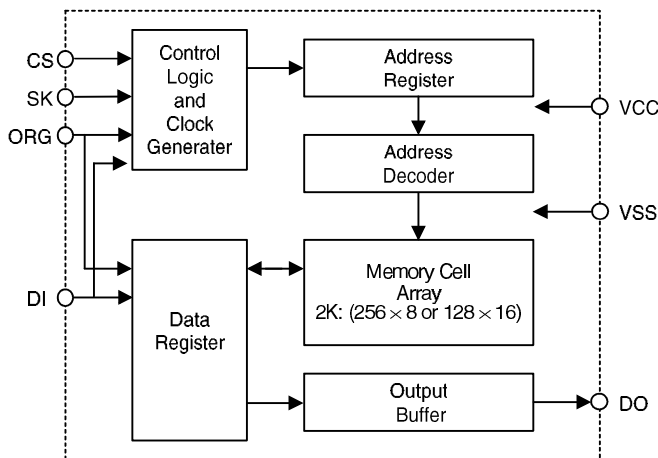 CS
SK
ORG
DI
Control
Logic
and
Clock
Generater
Address
Register
Address
Decoder
VCC
VSS
Data
Register
Memory Cell
Array
2K: (256 × 8 or 128 × 16)
Output
Buffer
DO